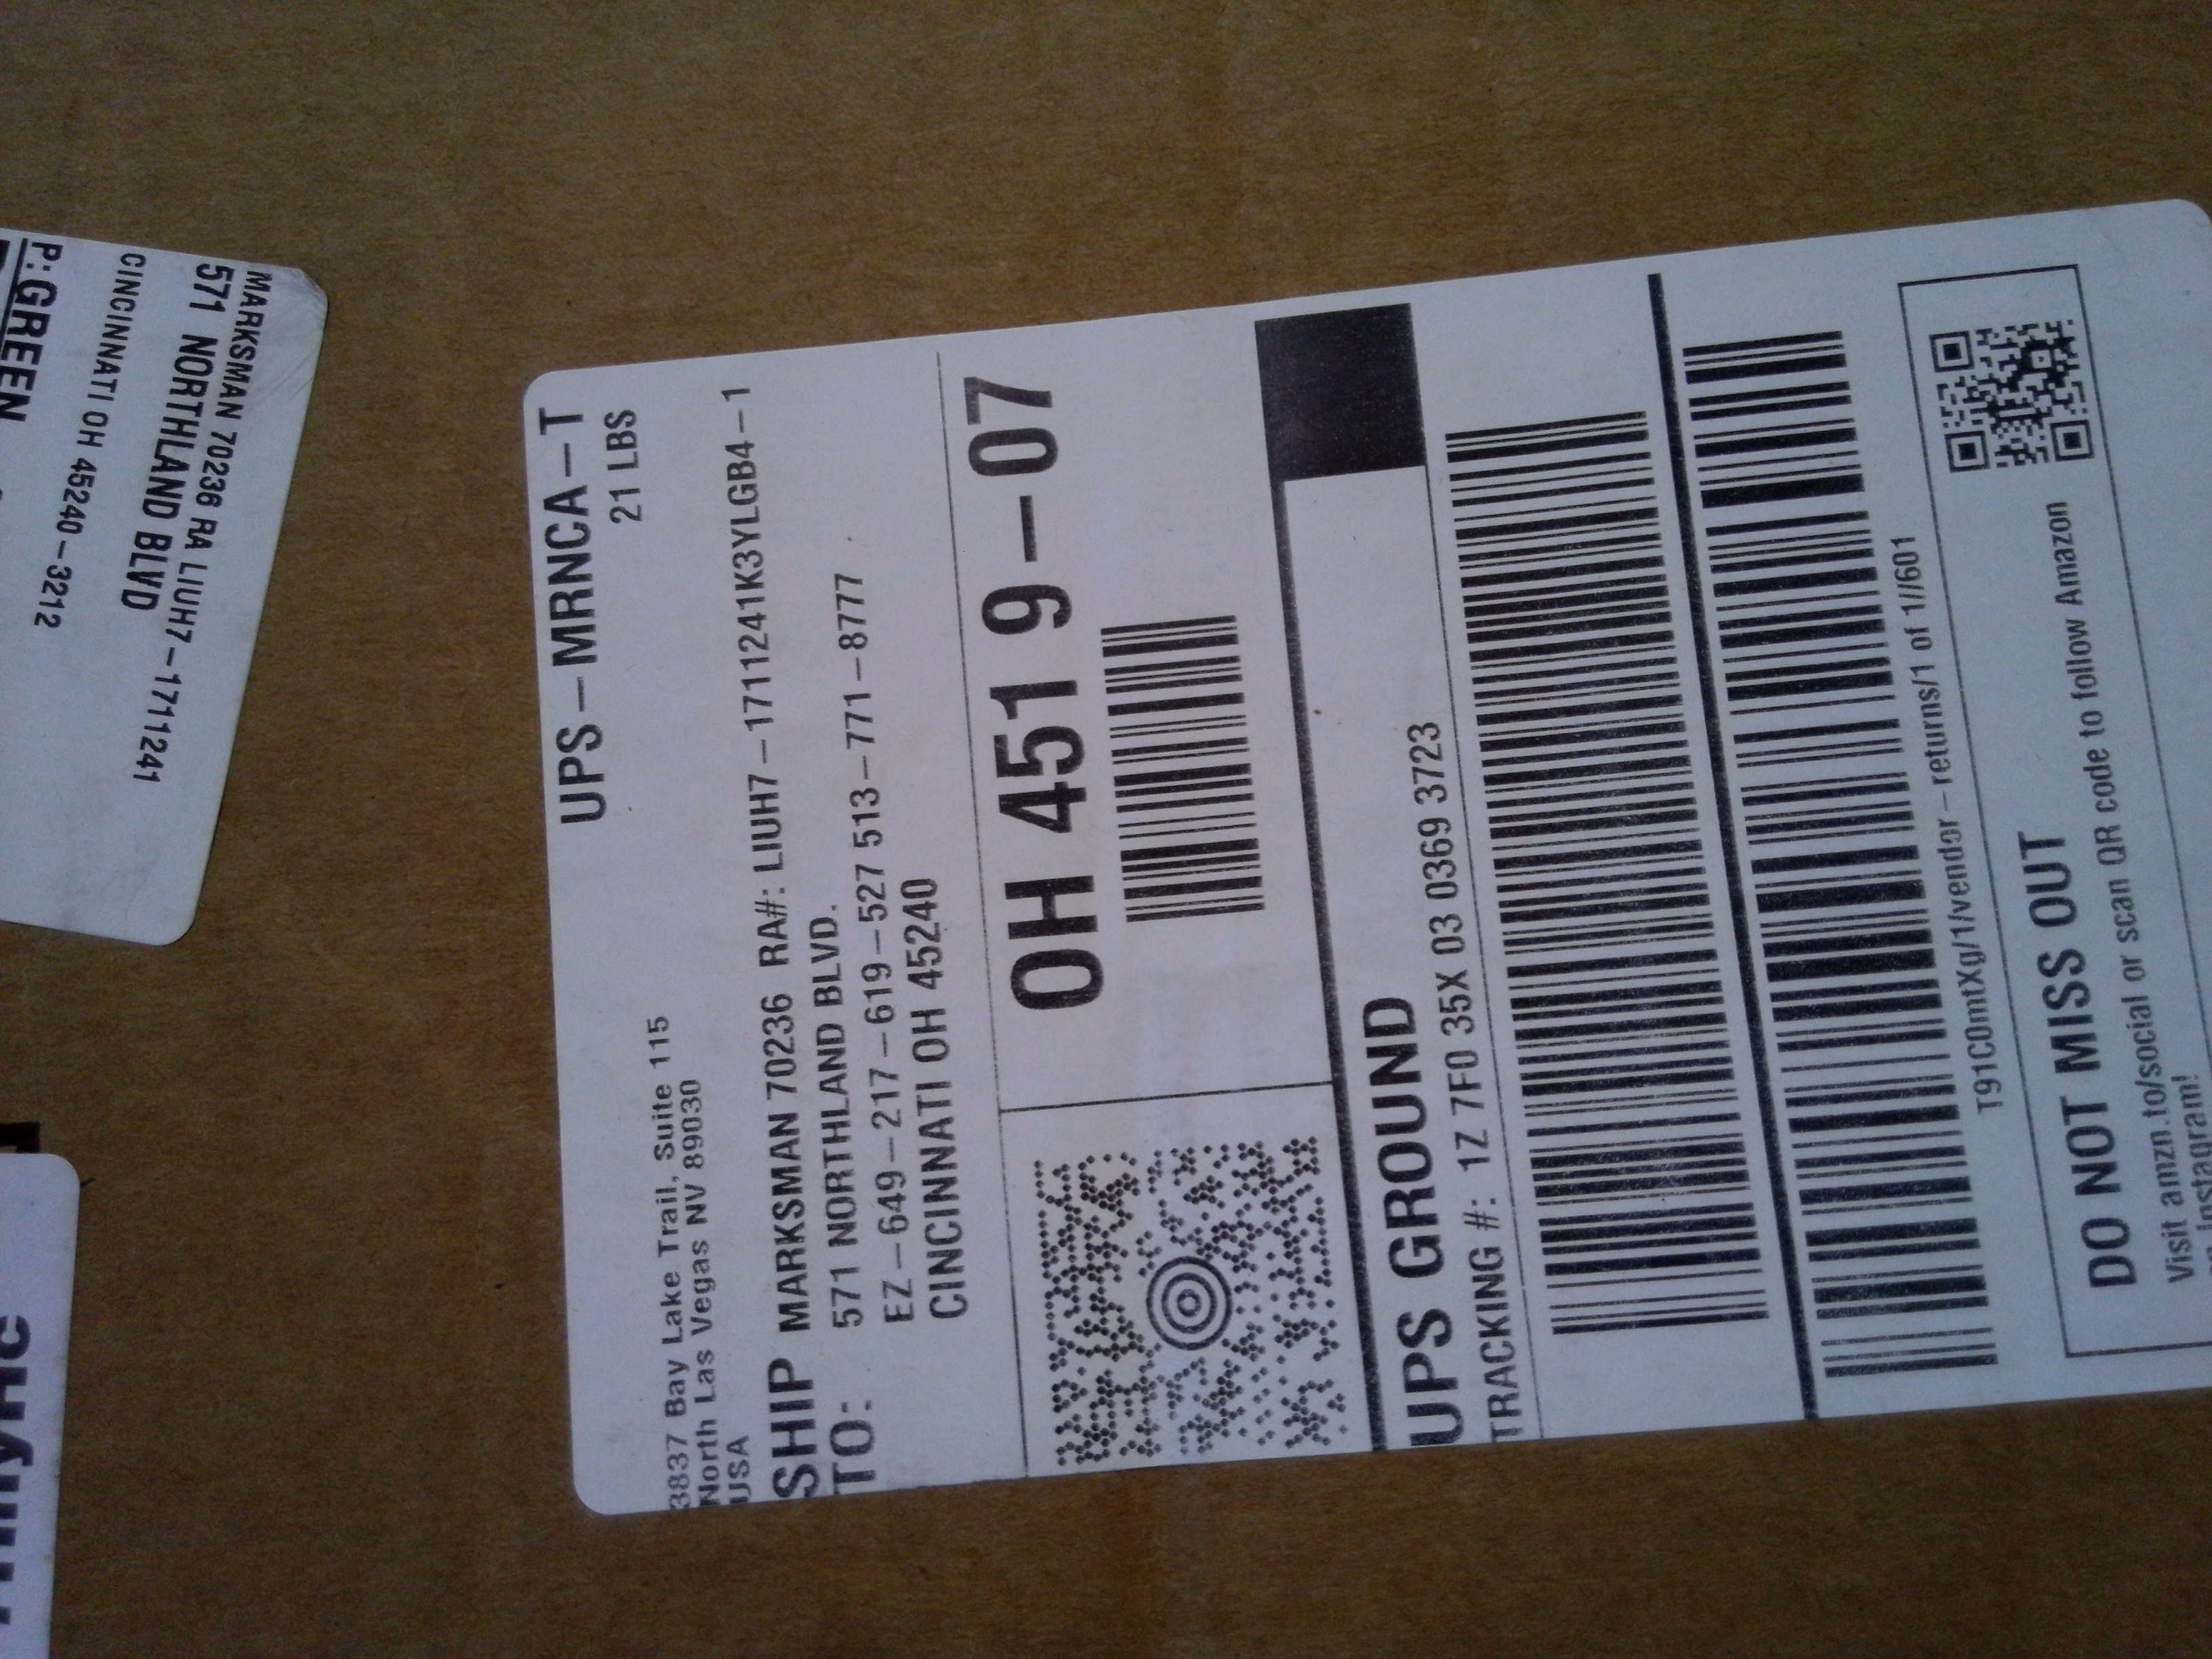 UPS-MRNCA-T
21 LBS
3837 Bay Lake Trail, Suite 115
North Las Vegas NV 89030
USA
SHIP TO:
MARKSMAN 70236 RA#: LIUH7-1711241K3YLGB4-1
571 NORTHLAND BLVD.
EZ-649-217-619-527 513-771-8777
CINCINNATI OH 45240
OH 451 9-07
UPS GROUND
TRACKING #: 1Z 7F0 35X 03 0369 3723
T91C0mtXg/1/vendor-returns/1 of 1//601
DO NOT MISS OUT
Visit amzn.to/social or scan QR code to follow Amazon
on Instagram!
MARKSMAN 70236 RA LIUH7-1711241
571 NORTHLAND BLVD
CINCINNATI OH 45240-3212
P: GREEN